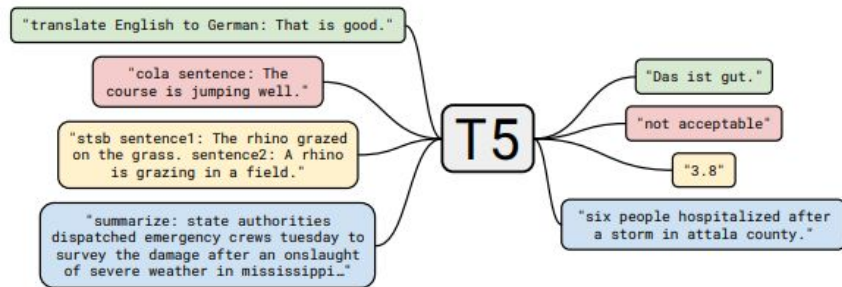 "translate English to German: That is good."
"cola sentence: The
course is jumping well."
"stsb sentence1: The rhino grazed
on the grass. sentence2: A rhino
is grazing in a field."
"summarize: state authorities
dispatched emergency crews tuesday to
survey the damage after an onslaught
of severe weather in mississippi…"
T5
"Das ist gut."
"not acceptable"
"3.8"
"six people hospitalized after
a storm in attala county."